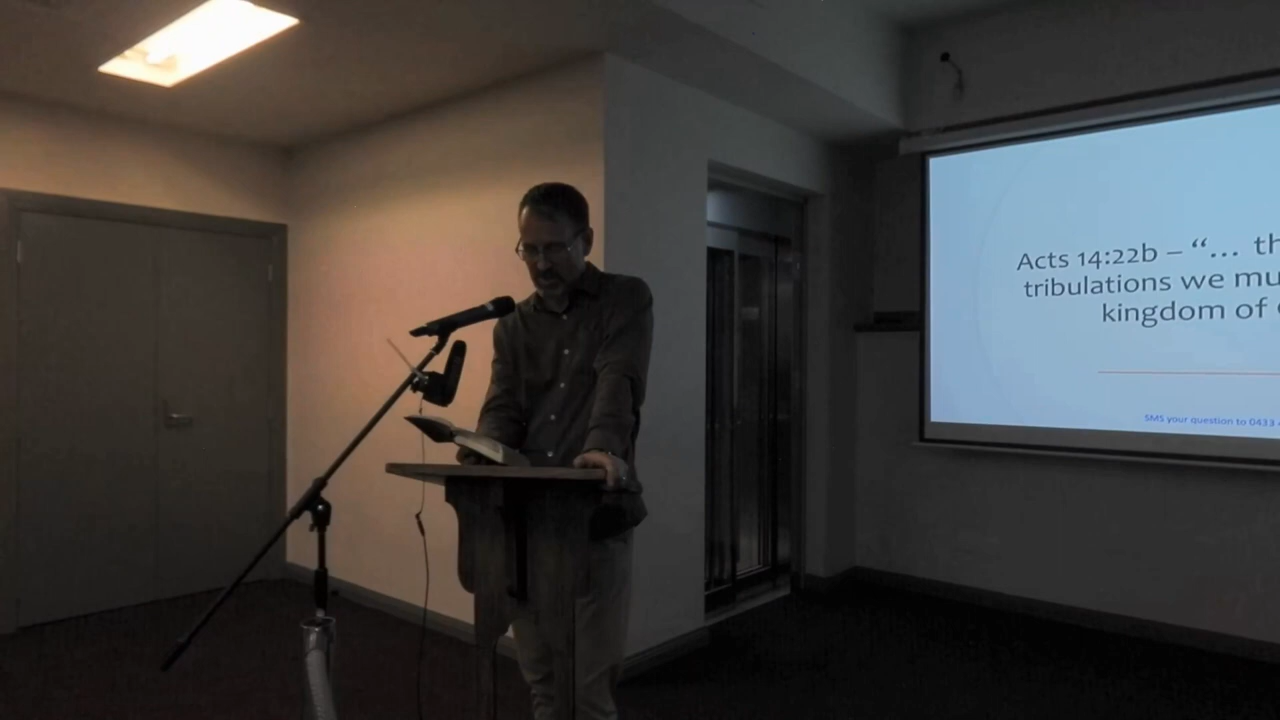 Acts 14:22b – “... th
tribulations we mu
kingdom of
SMS your question to 0433